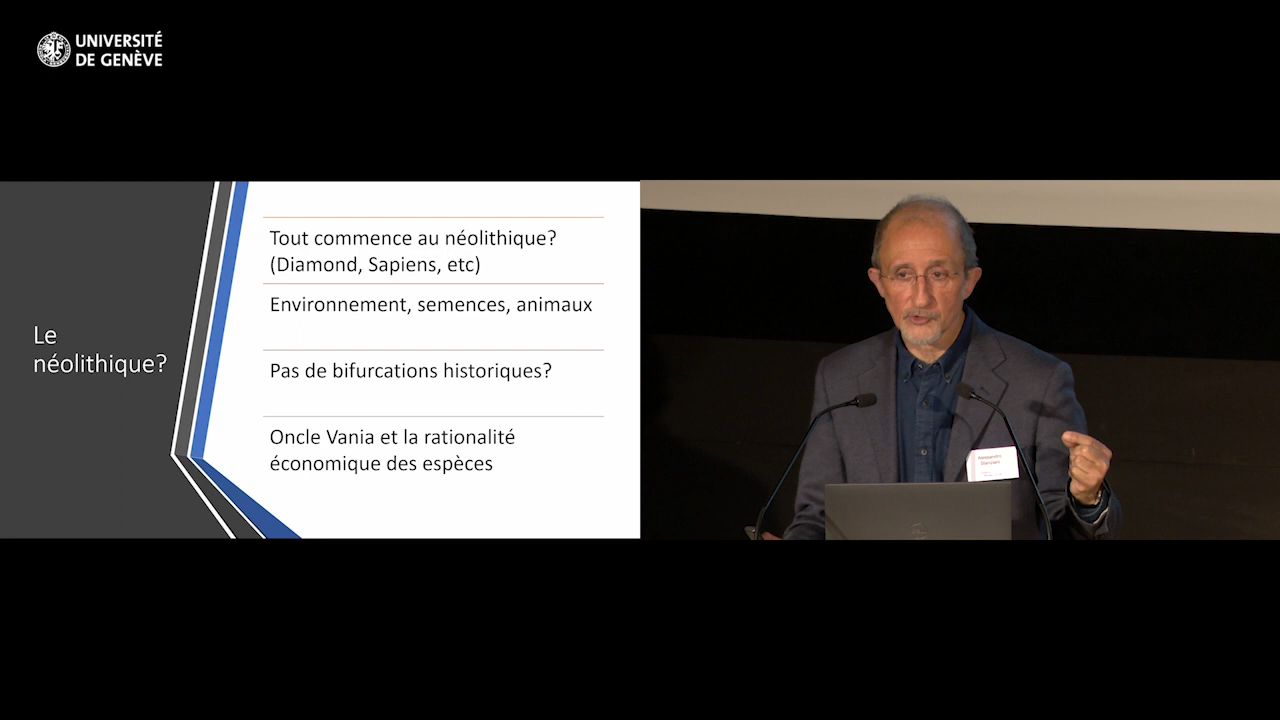 UNIVERSITÉ
DE GENÈVE
Le
néolithique?
Tout commence au néolithique?
(Diamond, Sapiens, etc)
Environnement, semences, animaux
Pas de bifurcations historiques?
Oncle Vania et la rationalité
économique des espèces
Alessandro